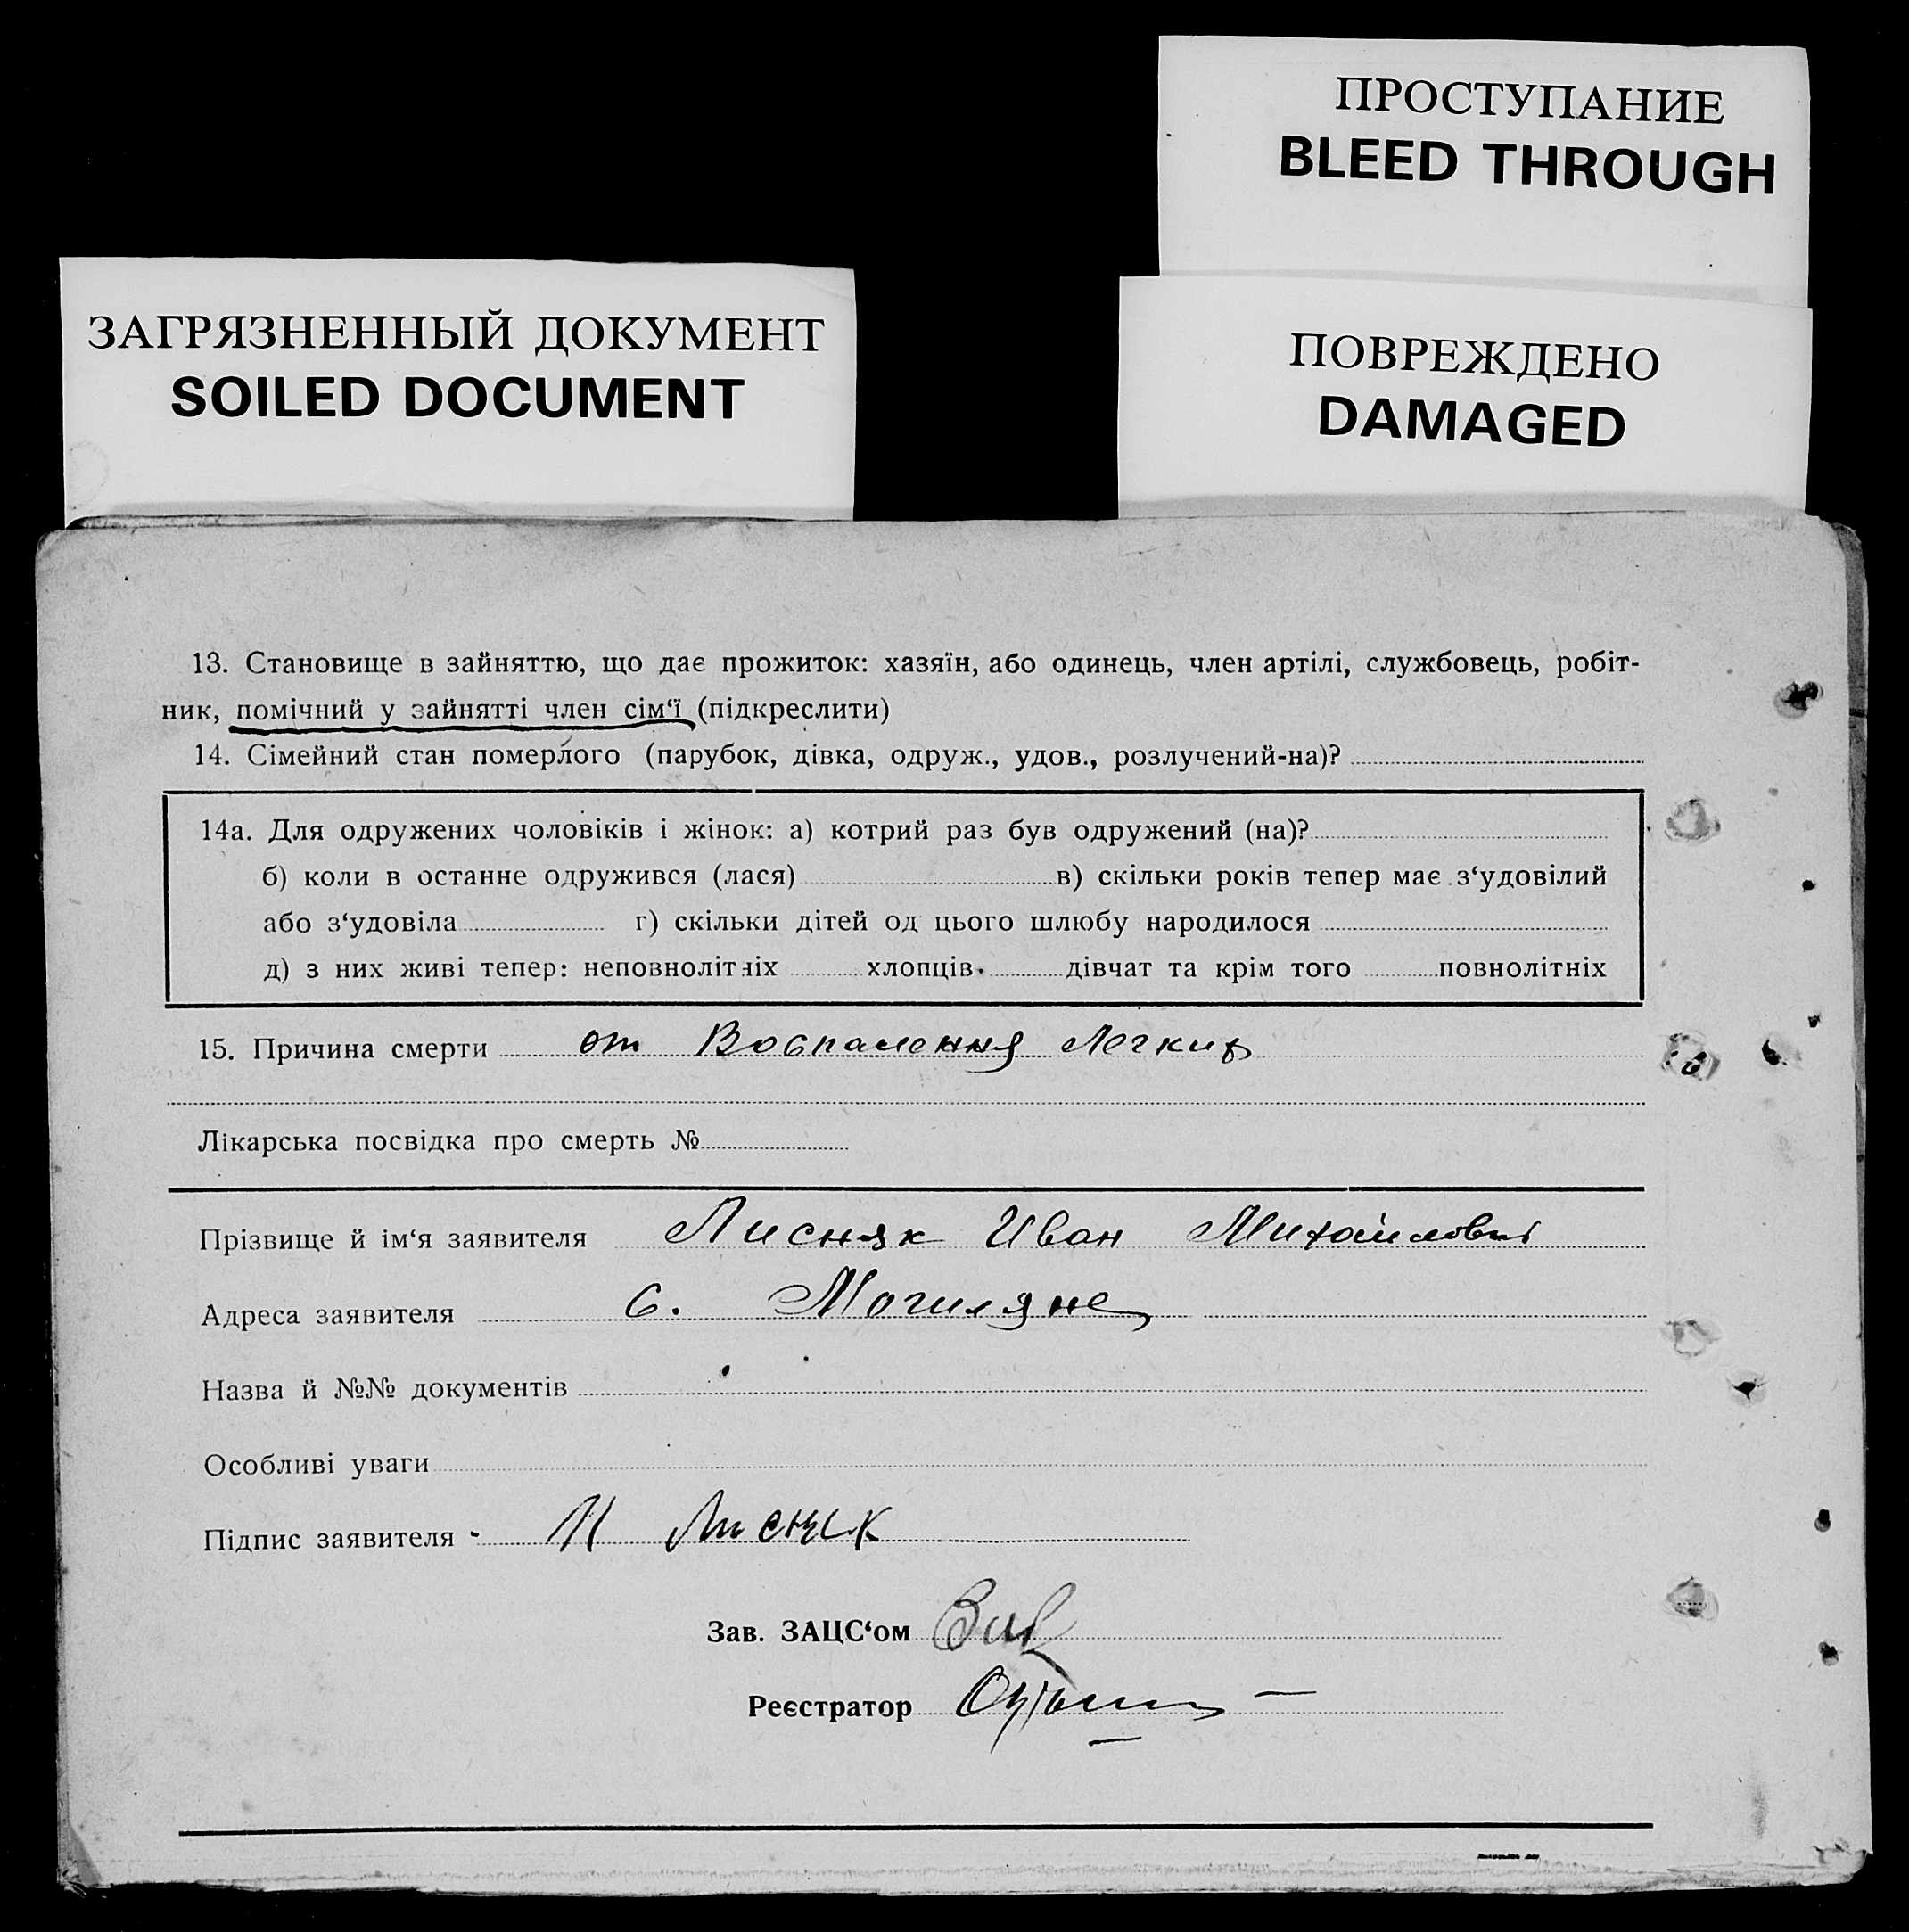 ПРОСТУПАНИЕ
BLEED THROUGH
ЗАГРЯЗНЕННЫЙ ДОКУМЕНТ
SOILED DOCUMENT
ПОВРЕЖДЕНО
DAMAGED
13. Становище в зайняттю, що дає прожиток: хазяїн, або одинець, член артілі, службовець, робіт-
ник, помічний у зайнятті член сім‘ї (підкреслити)
14. Сімейний стан померлого (парубок, дівка, одруж., удов., розлучений-на)?
14а. Для одружених чоловіків і жінок: а) котрий раз був одружений (на)?
б) коли в останне одружився (лася) в) скільки років тепер має з‘удовілий
або з‘удовіла г) скільки дітей од цього шлюбу народилося
д) з них живі тепер: неповнолітніх хлопців дівчат та крім того повнолітніх
15. Причина смерти от Воспаления Легких
Лікарська посвідка про смерть №
Прізвище й ім‘я заявителя Лисняк Иван Михайлович
Адреса заявителя с. Могиляне
Назва й №№ документів
Особливі уваги
Підпис заявителя И Лисняк
Зав. ЗАЦС‘ом
Реєстратор